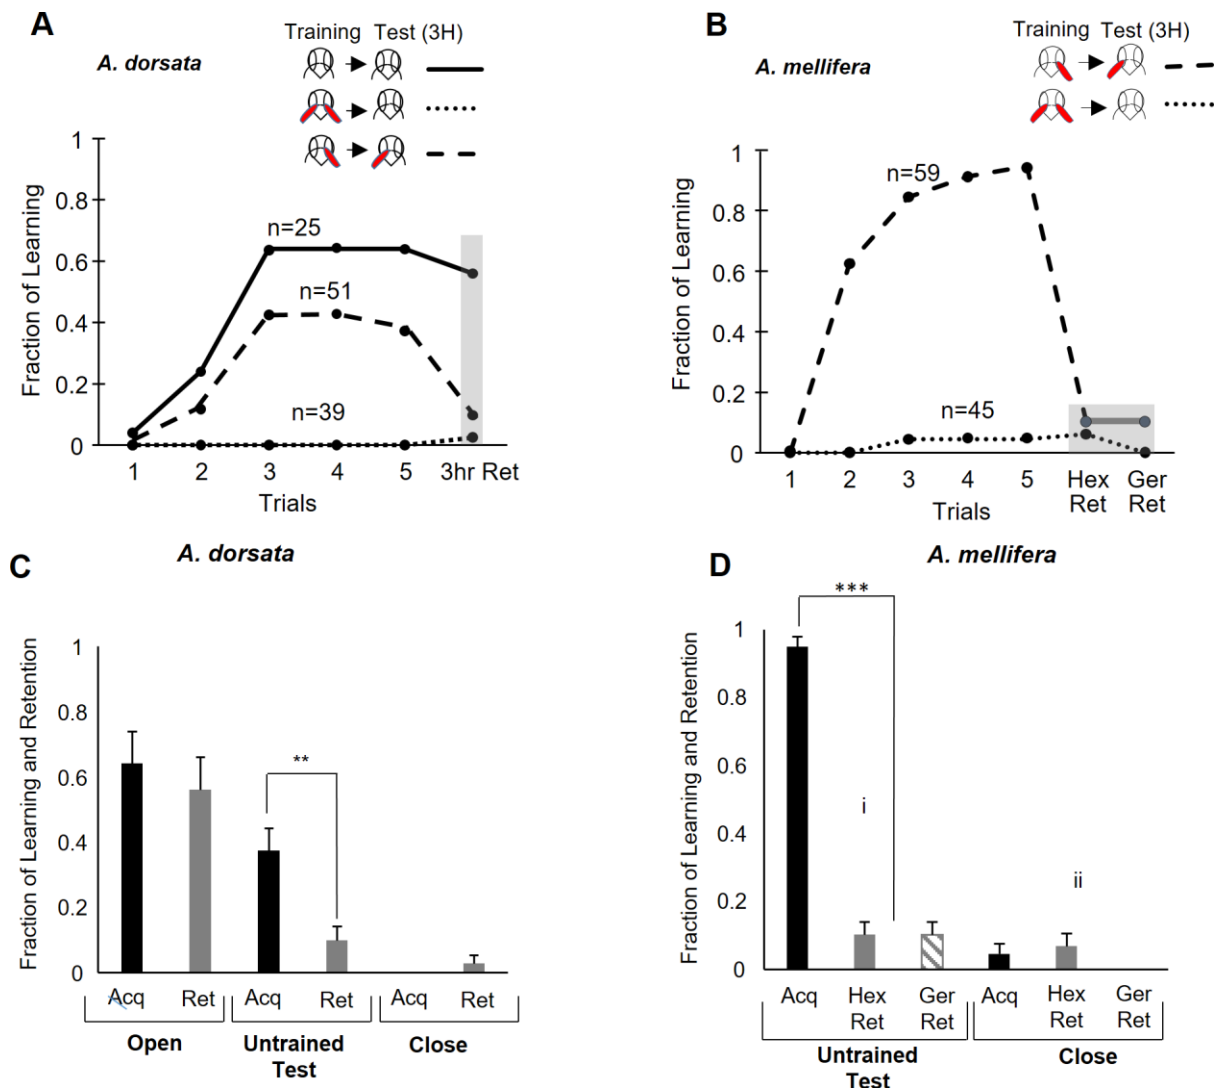 A
Training Test (3H)
A. dorsata
1
0.8
0.6
0.4
0.2
0
n=25
n=51
n=39
1 2 3 4 5 3hr Ret
Trials
Fraction of Learning
B
Training Test (3H)
A. mellifera
1
0.8
0.6
0.4
0.2
0
n=59
n=45
1 2 3 4 5 Hex Ger
Ret Ret
Trials
Fraction of Learning
C
A. dorsata
1
0.8
0.6
0.4
0.2
0
**
Acq Ret Acq Ret Acq Ret
Open Untrained Close
Test
Fraction of Learning and Retention
D
A. mellifera
1
0.8
0.6
0.4
0.2
0
***
i
ii
Acq Hex Ger Acq Hex Ger
Ret Ret Ret Ret
Untrained Close
Test
Fraction of Learning and Retention